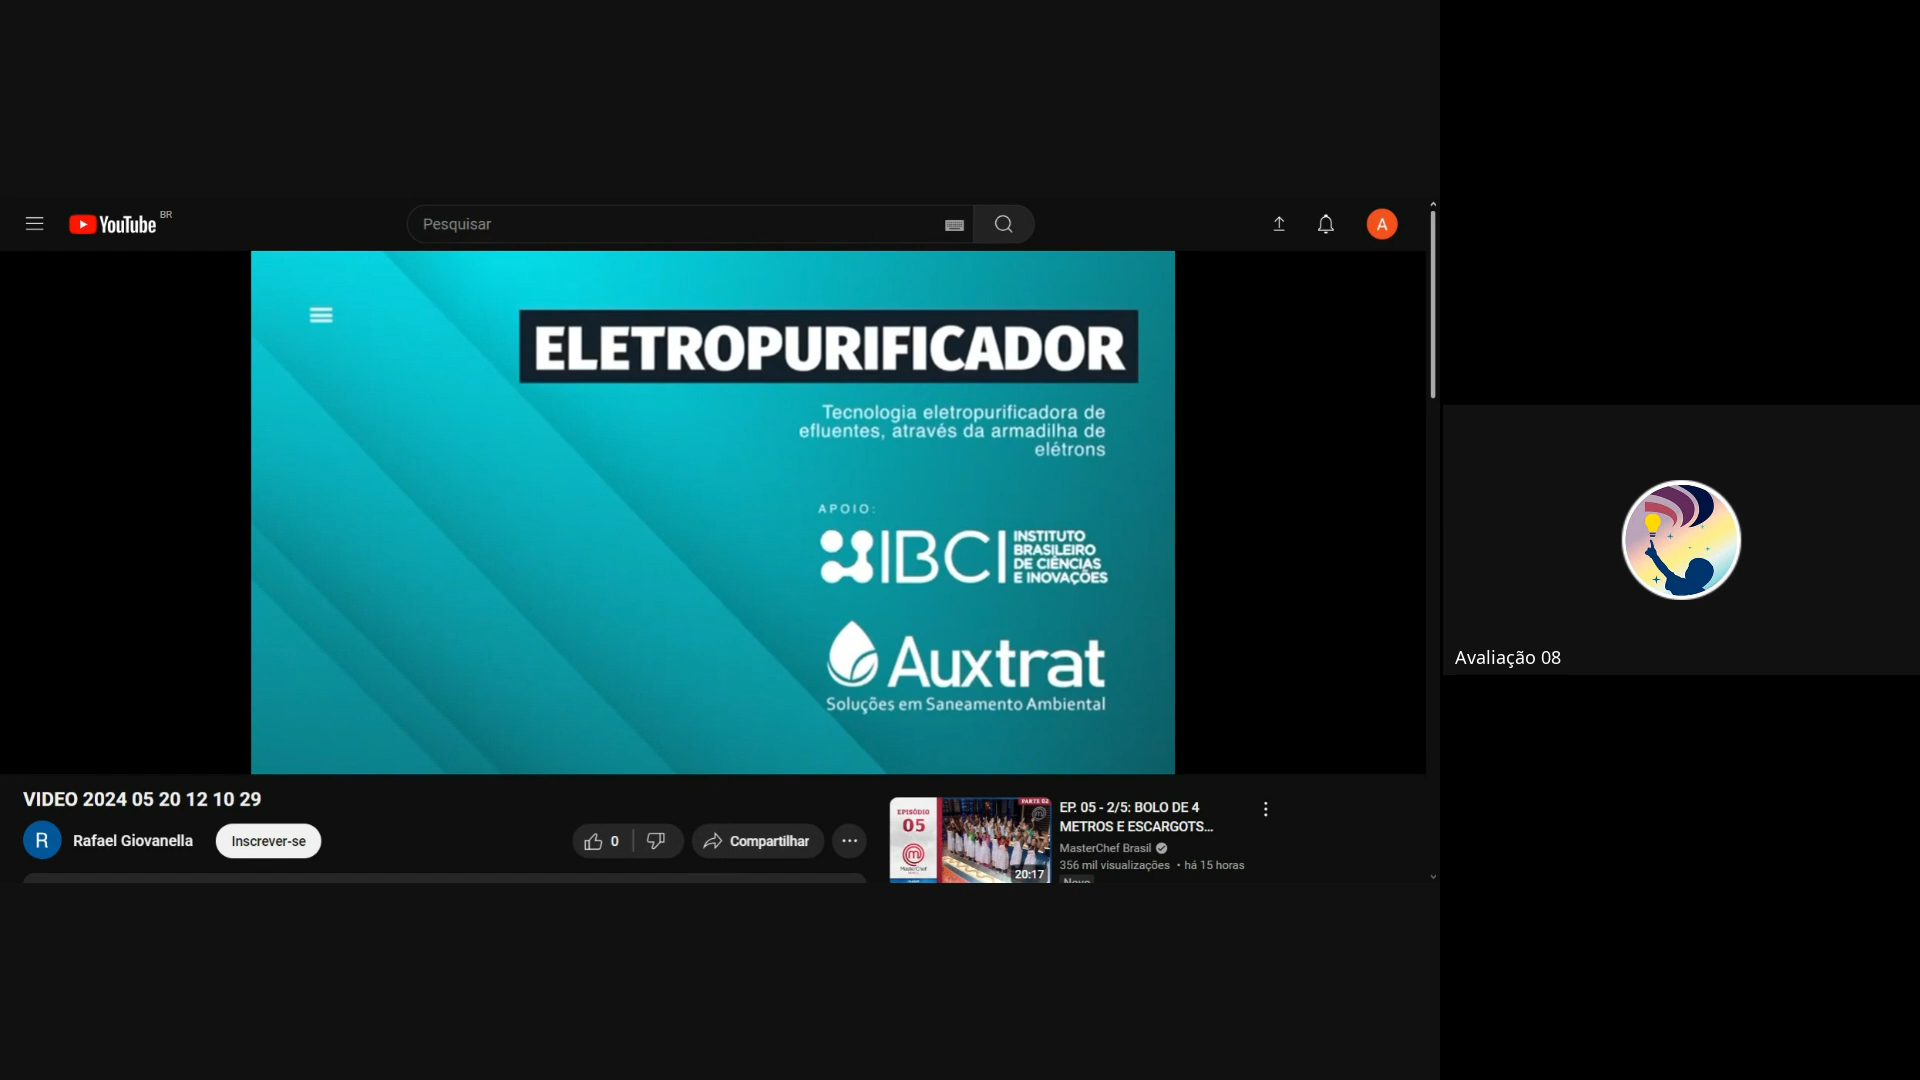 YouTube BR
Pesquisar
A
ELETROPURIFICADOR
Tecnologia eletropurificadora de
efluentes, através da armadilha de
elétrons
APOIO:
IBCI
INSTITUTO
BRASILEIRO
DE CIÊNCIAS
E INOVAÇÕES
Auxtrat
Soluções em Saneamento Ambiental
Avaliação 08
VIDEO 2024 05 20 12 10 29
R
Rafael Giovanella
Inscrever-se
0
Compartilhar
EPISÓDIO
05
MasterChef
PARTE 02
20:17
EP. 05 - 2/5: BOLO DE 4
METROS E ESCARGOTS...
MasterChef Brasil
356 mil visualizações • há 15 horas
Novo